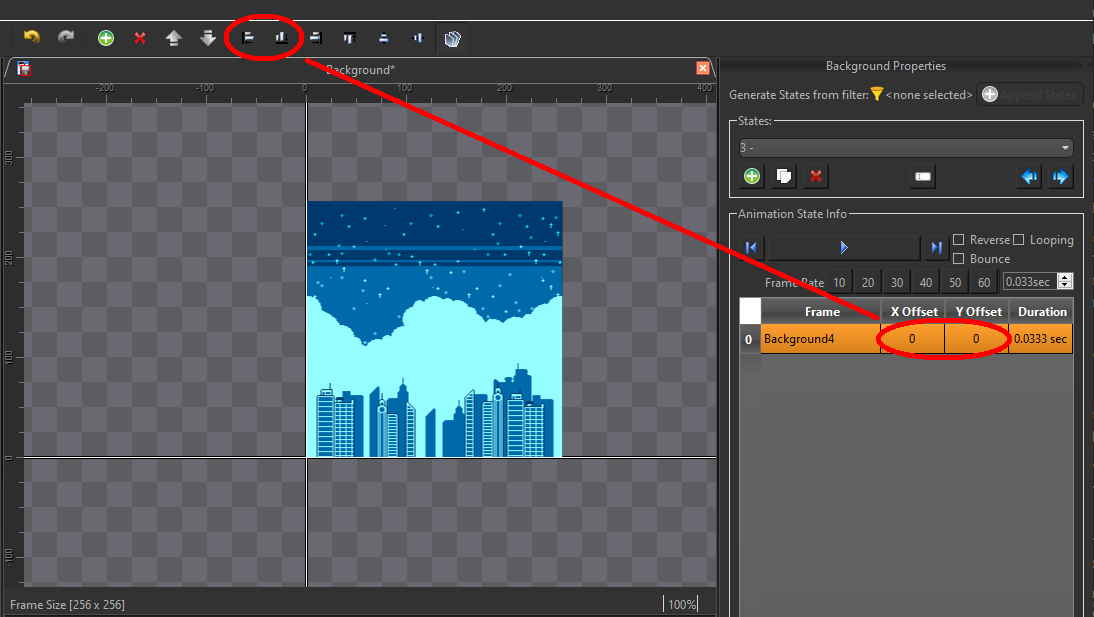 Background*
-200 -100 0 100 200 300 400
300
200
100
0
-100
Frame Size [256 x 256]
100%
Background Properties
Generate States from filter: <none selected> Append States
States:
3 -
Animation State Info
Reverse Looping
Bounce
Frame Rate 10 20 30 40 50 60 0.033sec
Frame X Offset Y Offset Duration
0 Background4 0 0 0.0333 sec